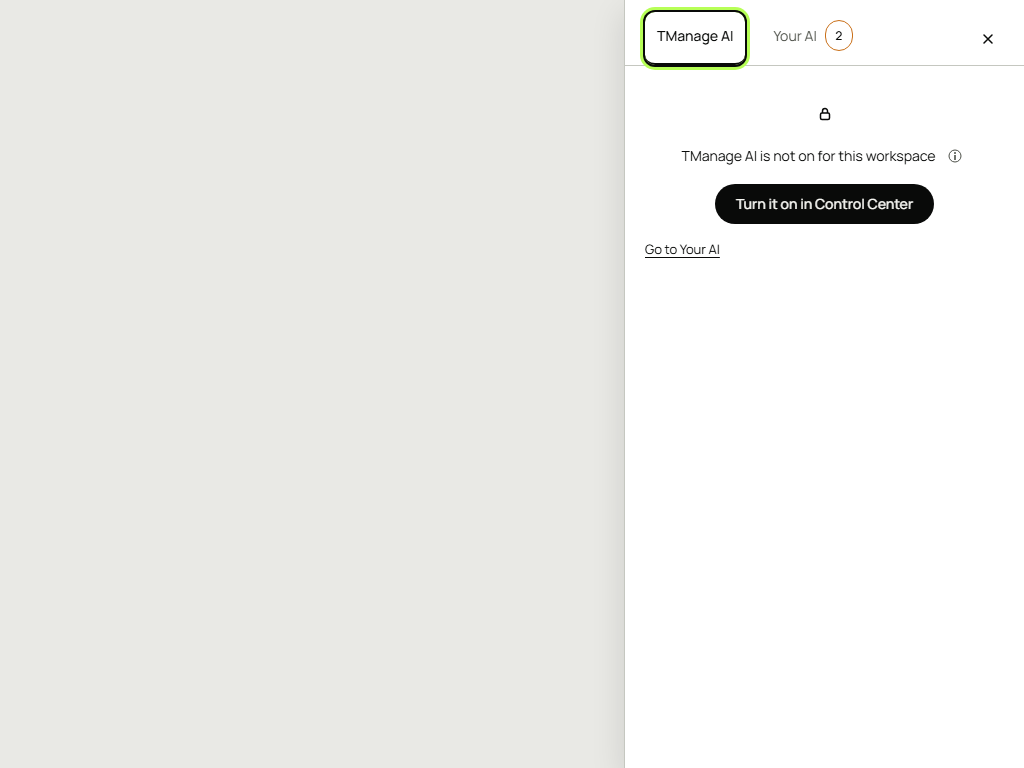 TManage AI
Your AI 2
TManage AI is not on for this workspace
Turn it on in Control Center
Go to Your AI